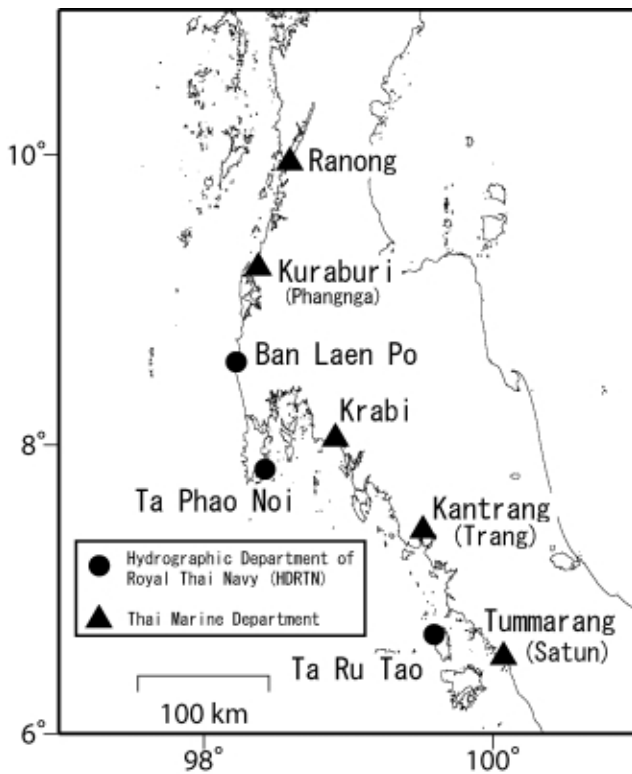 10°
Ranong
Kuraburi
(Phangnga)
Ban Laen Po
Krabi
8°
Ta Phao Noi
Kantrang
(Trang)
Hydrographic Department of
Royal Thai Navy (HDRTN)
Thai Marine Department
Tummarang
(Satun)
Ta Ru Tao
100 km
6°
98°
100°